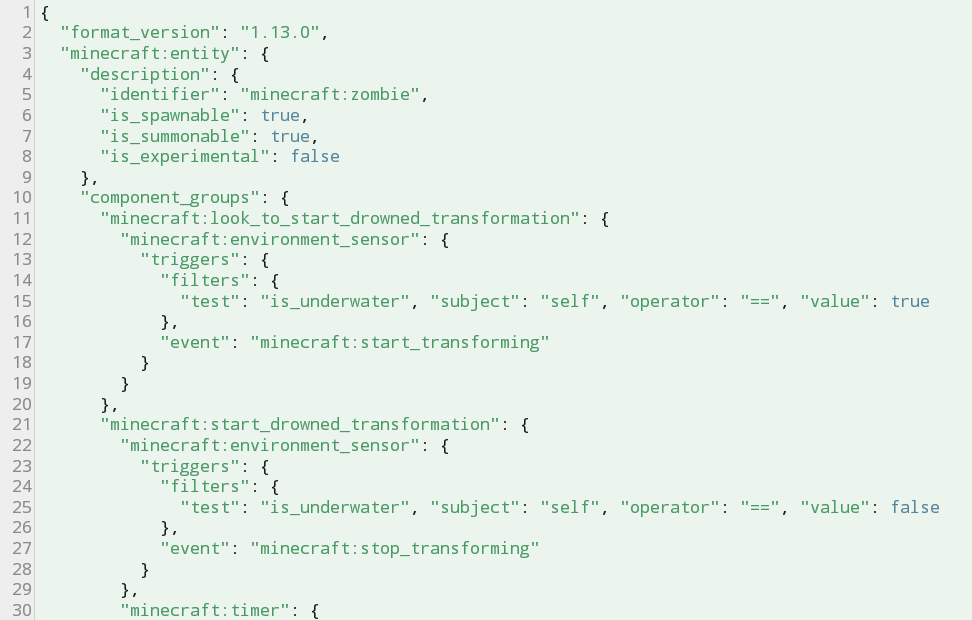 1 {
2   "format_version": "1.13.0",
3   "minecraft:entity": {
4     "description": {
5       "identifier": "minecraft:zombie",
6       "is_spawnable": true,
7       "is_summonable": true,
8       "is_experimental": false
9     },
10     "component_groups": {
11       "minecraft:look_to_start_drowned_transformation": {
12         "minecraft:environment_sensor": {
13           "triggers": {
14             "filters": {
15               "test": "is_underwater", "subject": "self", "operator": "==", "value": true
16             },
17             "event": "minecraft:start_transforming"
18           }
19         }
20       },
21       "minecraft:start_drowned_transformation": {
22         "minecraft:environment_sensor": {
23           "triggers": {
24             "filters": {
25               "test": "is_underwater", "subject": "self", "operator": "==", "value": false
26             },
27             "event": "minecraft:stop_transforming"
28           }
29         },
30         "minecraft:timer": {